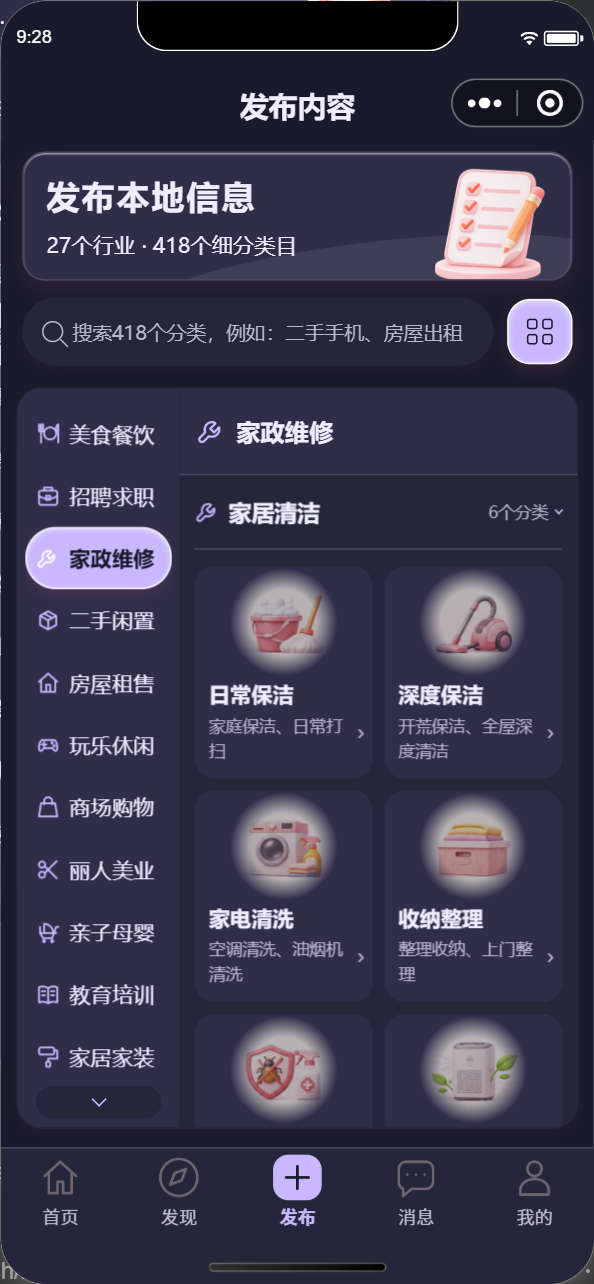 9:28
发布内容
发布本地信息
27个行业 · 418个细分类目
搜索418个分类，例如：二手手机、房屋出租
美食餐饮
招聘求职
家政维修
二手闲置
房屋租售
玩乐休闲
商场购物
丽人美业
亲子母婴
教育培训
家居家装
家政维修
家居清洁
6个分类
日常保洁
家庭保洁、日常打
扫
深度保洁
开荒保洁、全屋深
度清洁
家电清洗
空调清洗、油烟机
清洗
收纳整理
整理收纳、上门整
理
首页
发现
发布
消息
我的